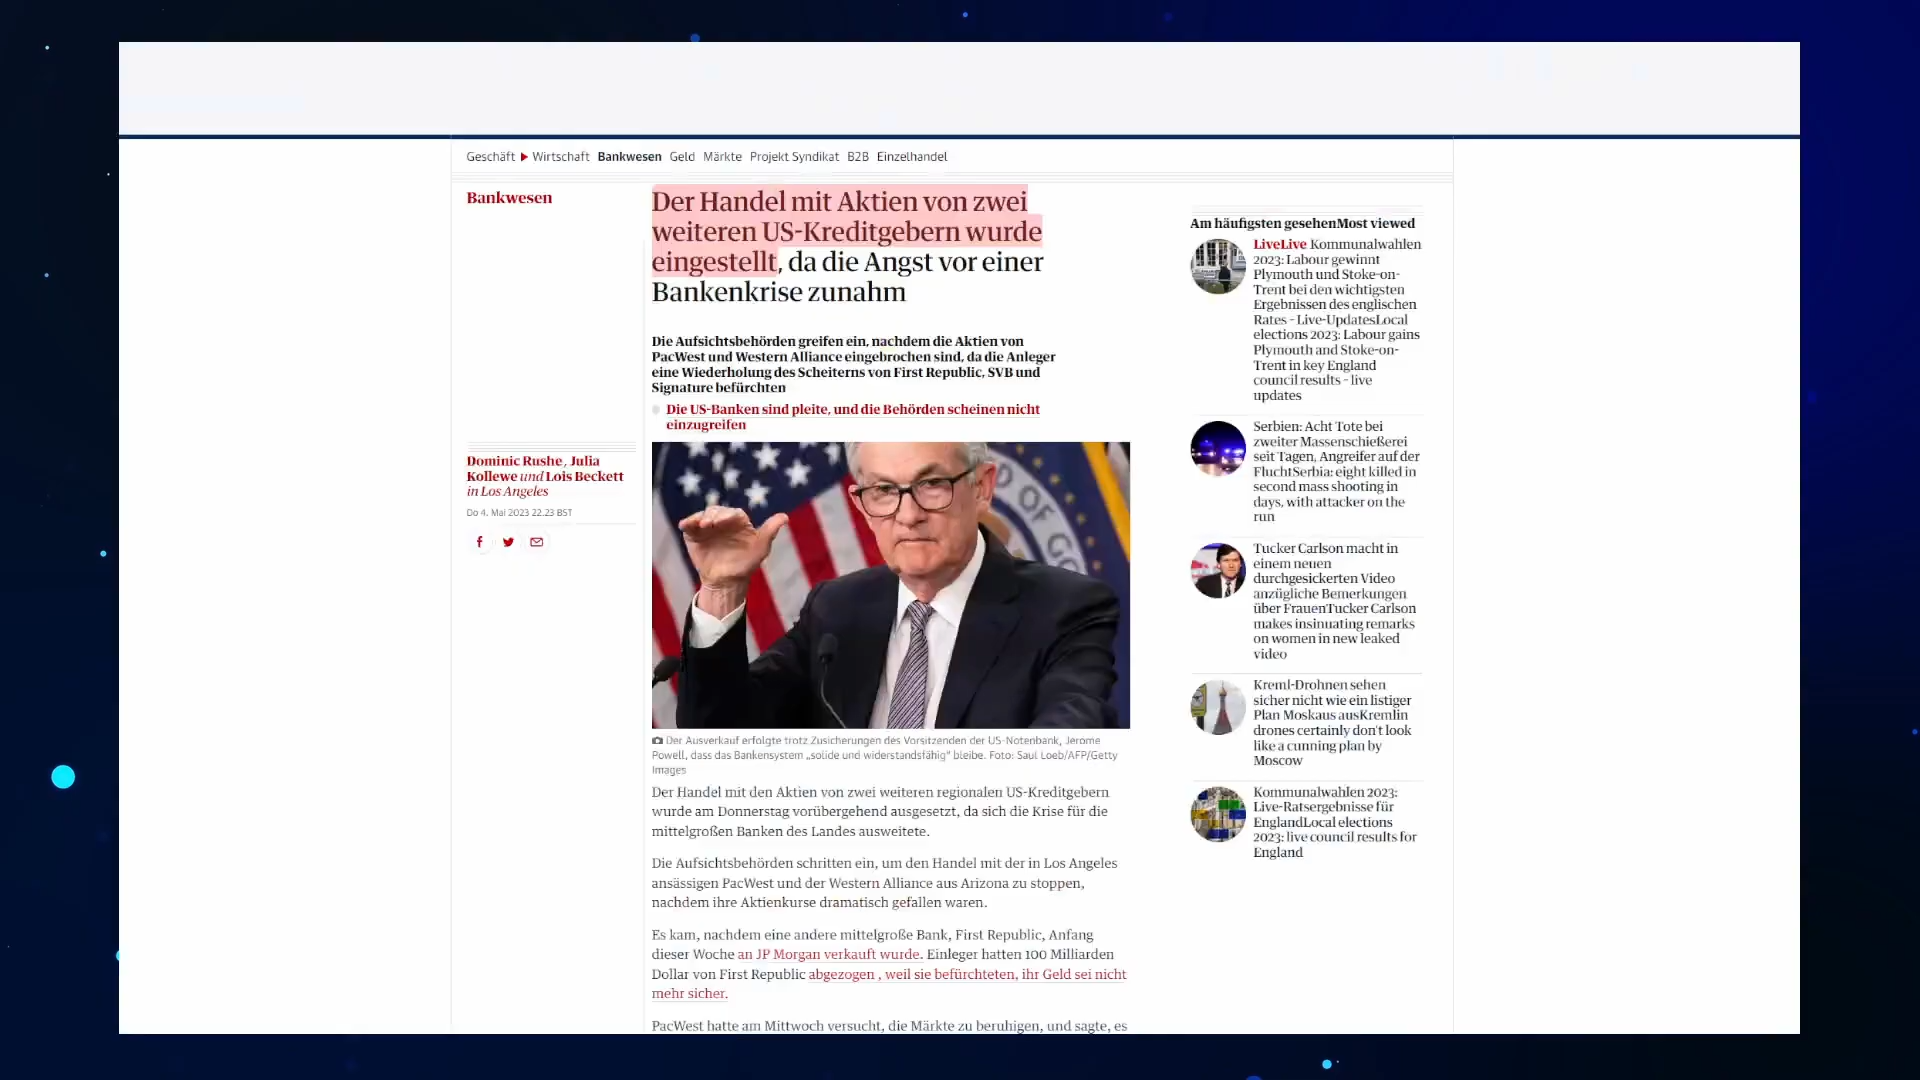 Geschäft Wirtschaft Bankwesen Geld Märkte Projekt Syndikat B2B Einzelhandel
Bankwesen
Der Handel mit Aktien von zwei
weiteren US-Kreditgebern wurde
eingestellt, da die Angst vor einer
Bankenkrise zunahm
Die Aufsichtsbehörden greifen ein, nachdem die Aktien von
PacWest und Western Alliance eingebrochen sind, da die Anleger
eine Wiederholung des Scheiterns von First Republic, SVB und
Signature befürchten
Die US-Banken sind pleite, und die Behörden scheinen nicht
einzugreifen
Dominic Rushe, Julia
Kollewe und Lois Beckett
in Los Angeles
Do 4. Mai 2023 22.23 BST
OF GO
Der Ausverkauf erfolgte trotz Zusicherungen des Vorsitzenden der US-Notenbank, Jerome
Powell, dass das Bankensystem „solide und widerstandsfähig“ bleibe. Foto: Saul Loeb/AFP/Getty
Images
Der Handel mit den Aktien von zwei weiteren regionalen US-Kreditgebern
wurde am Donnerstag vorübergehend ausgesetzt, da sich die Krise für die
mittelgroßen Banken des Landes ausweitete.
Die Aufsichtsbehörden schritten ein, um den Handel mit der in Los Angeles
ansässigen PacWest und der Western Alliance aus Arizona zu stoppen,
nachdem ihre Aktienkurse dramatisch gefallen waren.
Es kam, nachdem eine andere mittelgroße Bank, First Republic, Anfang
dieser Woche an JP Morgan verkauft wurde. Einleger hatten 100 Milliarden
Dollar von First Republic abgezogen , weil sie befürchteten, ihr Geld sei nicht
mehr sicher.
PacWest hatte am Mittwoch versucht, die Märkte zu beruhigen, und sagte, es
Am häufigsten gesehenMost viewed
LiveLive Kommunalwahlen
2023: Labour gewinnt
Plymouth und Stoke-on-
Trent bei den wichtigsten
Ergebnissen des englischen
Rates – Live-UpdatesLocal
elections 2023: Labour gains
Plymouth and Stoke-on-
Trent in key England
council results – live
updates
Serbien: Acht Tote bei
zweiter Massenschießerei
seit Tagen, Angreifer auf der
FluchtSerbia: eight killed in
second mass shooting in
days, with attacker on the
run
Tucker Carlson macht in
einem neuen
durchgesickerten Video
anzügliche Bemerkungen
über FrauenTucker Carlson
makes insinuating remarks
on women in new leaked
video
Kreml-Drohnen sehen
sicher nicht wie ein listiger
Plan Moskaus ausKremlin
drones certainly don't look
like a cunning plan by
Moscow
Kommunalwahlen 2023:
Live-Ratsergebnisse für
EnglandLocal elections
2023: live council results for
England